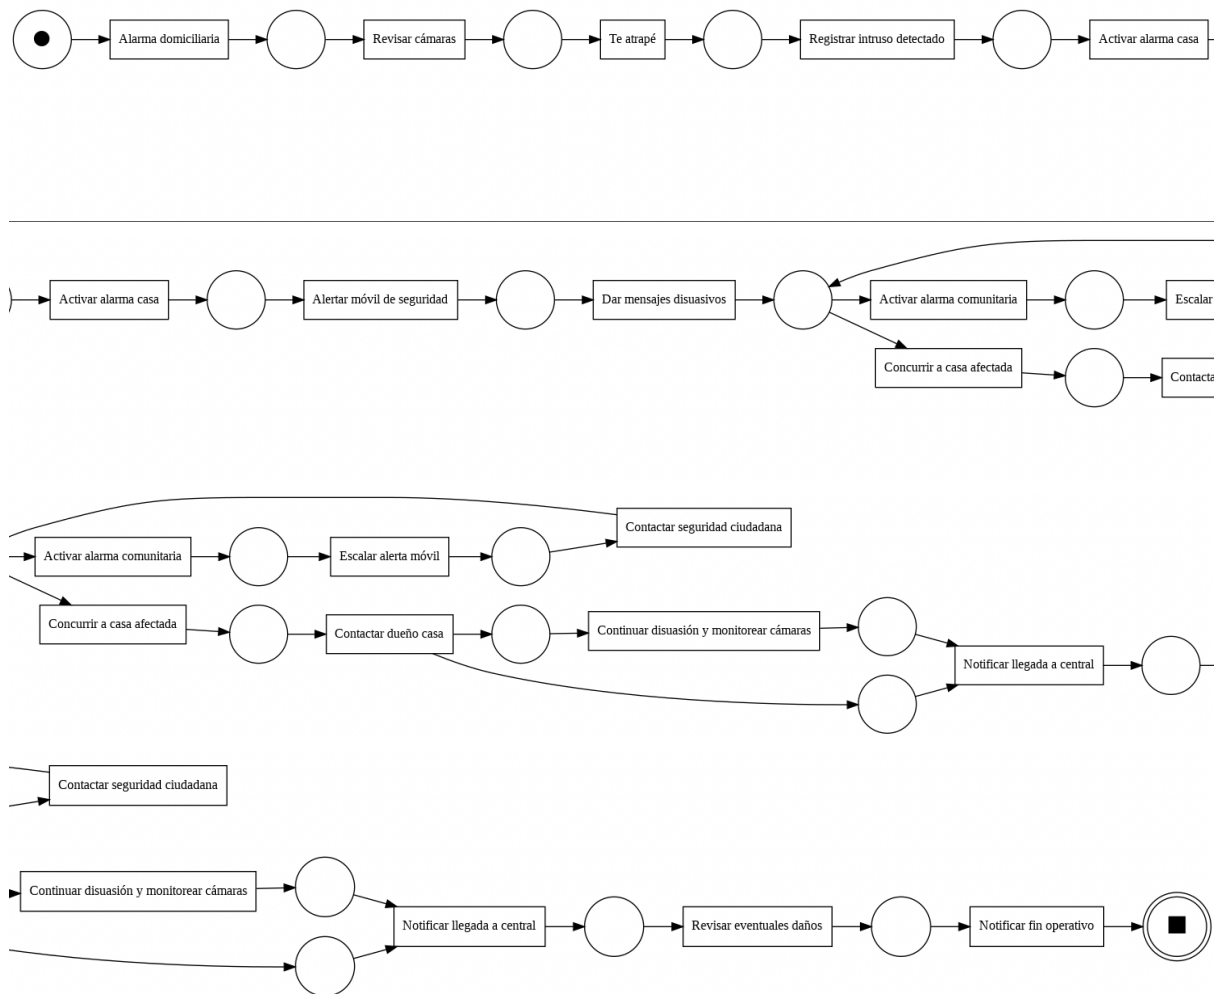 Alarma domiciliaria
Revisar cámaras
Te atrapé
Registrar intruso detectado
Activar alarma casa
Activar alarma casa
Alertar móvil de seguridad
Dar mensajes disuasivos
Activar alarma comunitaria
Escalar
Concurrir a casa afectada
Contacta
Contactar seguridad ciudadana
Activar alarma comunitaria
Escalar alerta móvil
Concurrir a casa afectada
Contactar dueño casa
Continuar disuasión y monitorear cámaras
Notificar llegada a central
Contactar seguridad ciudadana
Continuar disuasión y monitorear cámaras
Notificar llegada a central
Revisar eventuales daños
Notificar fin operativo